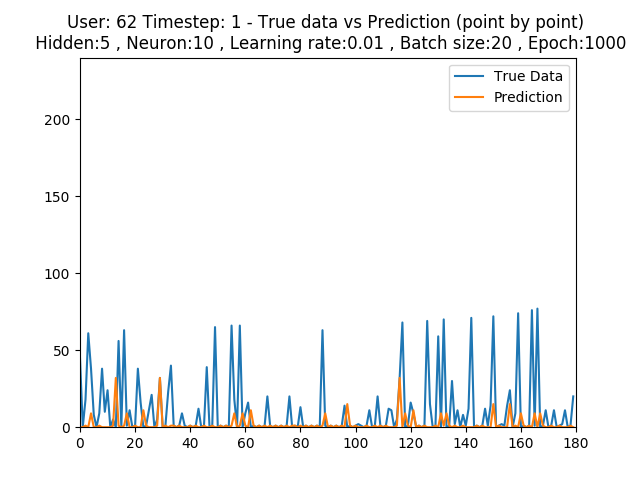 User: 62 Timestep: 1 - True data vs Prediction (point by point)
Hidden:5 , Neuron:10 , Learning rate:0.01 , Batch size:20 , Epoch:1000
True Data
Prediction
200
150
100
50
0
0 20 40 60 80 100 120 140 160 180